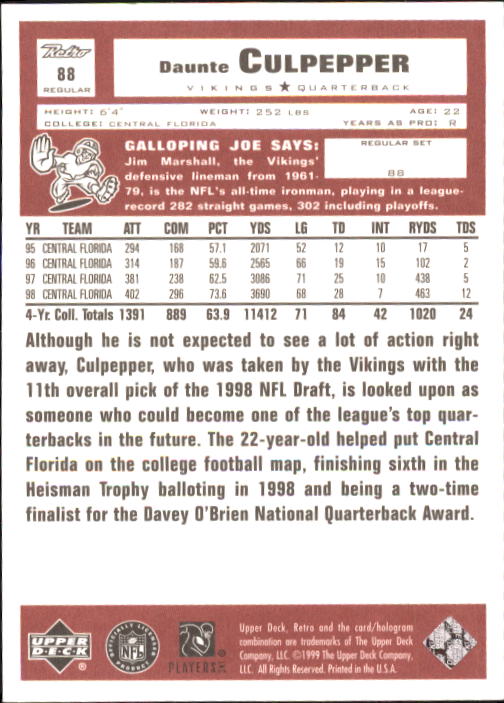 Retro
88
REGULAR
Daunte CULPEPPER
VIKINGS ★ QUARTERBACK
HEIGHT: 6'4" WEIGHT: 252 LBS AGE: 22
COLLEGE: CENTRAL FLORIDA YEARS AS PRO: R
GALLOPING JOE SAYS:
Jim Marshall, the Vikings'
defensive lineman from 1961-
79, is the NFL's all-time ironman, playing in a league-
record 282 straight games, 302 including playoffs.
REGULAR SET
88
YR TEAM ATT COM PCT YDS LG TD INT RYDS TDS
95 CENTRAL FLORIDA 294 168 57.1 2071 52 12 10 17 5
96 CENTRAL FLORIDA 314 187 59.6 2565 66 19 15 102 2
97 CENTRAL FLORIDA 381 238 62.5 3086 71 25 10 438 5
98 CENTRAL FLORIDA 402 296 73.6 3690 68 28 7 463 12
4-Yr. Coll. Totals 1391 889 63.9 11412 71 84 42 1020 24
Although he is not expected to see a lot of action right
away, Culpepper, who was taken by the Vikings with the
11th overall pick of the 1998 NFL Draft, is looked upon as
someone who could become one of the league's top quar-
terbacks in the future. The 22-year-old helped put Central
Florida on the college football map, finishing sixth in the
Heisman Trophy balloting in 1998 and being a two-time
finalist for the Davey O'Brien National Quarterback Award.
UPPER
DECK
®
OFFICIALLY LICENSED
NFL
PRODUCT
PLAYERS INC
Upper Deck, Retro and the card/hologram
combination are trademarks of The Upper Deck
Company, LLC. ©1999 The Upper Deck Company,
LLC. All Rights Reserved. Printed in the U.S.A.